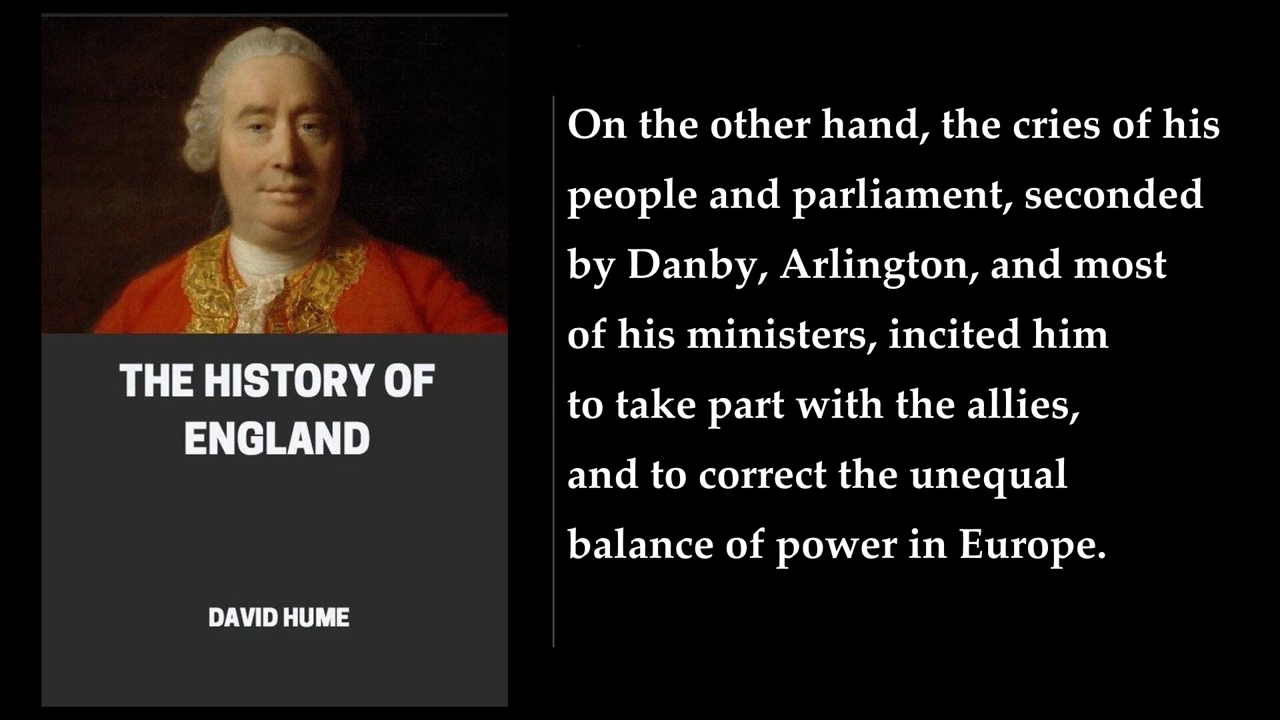 THE HISTORY OF
ENGLAND
DAVID HUME
On the other hand, the cries of his
people and parliament, seconded
by Danby, Arlington, and most
of his ministers, incited him
to take part with the allies,
and to correct the unequal
balance of power in Europe.